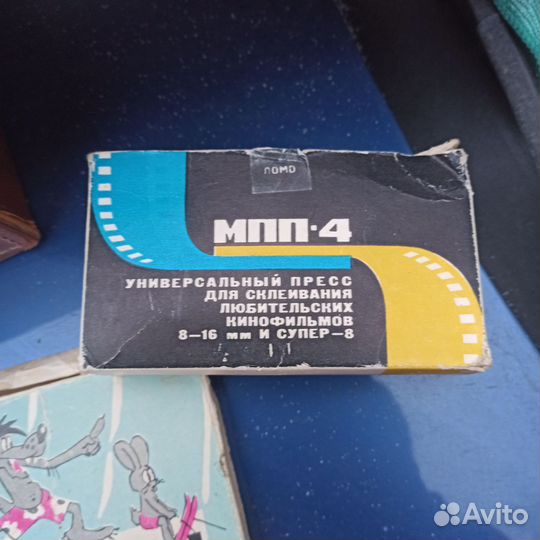 ЛОМО
МПП-4
УНИВЕРСАЛЬНЫЙ ПРЕСС
ДЛЯ СКЛЕИВАНИЯ
ЛЮБИТЕЛЬСКИХ
КИНОФИЛЬМОВ
8-16 мм И СУПЕР-8
Avito